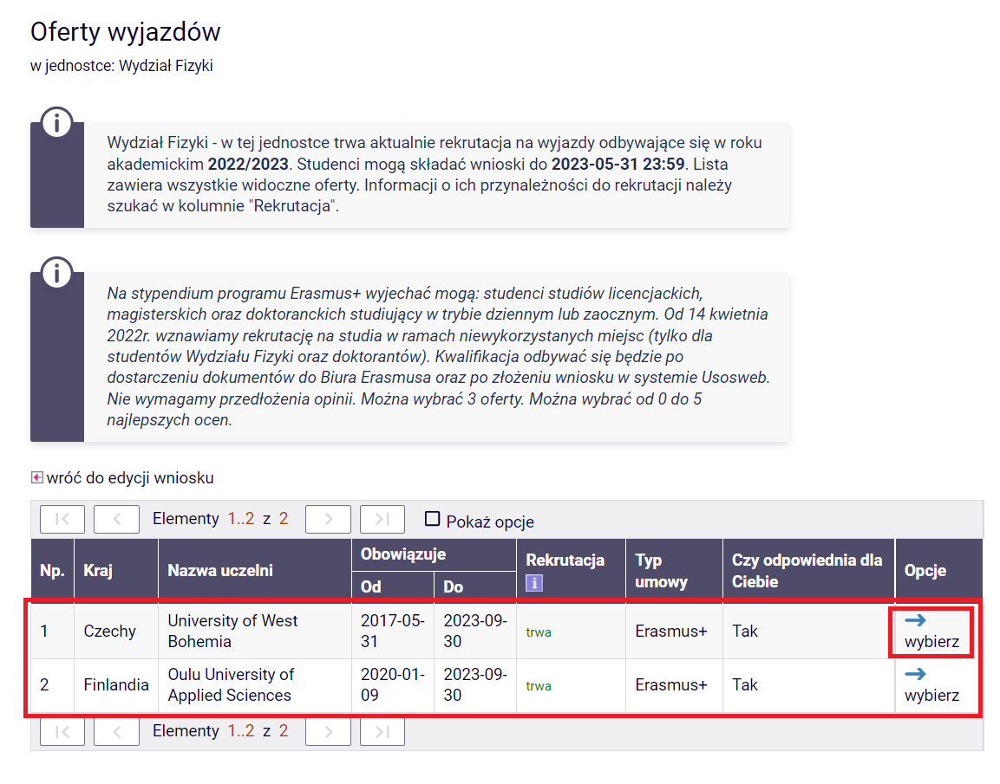 Oferty wyjazdów
w jednostce: Wydział Fizyki
Wydział Fizyki - w tej jednostce trwa aktualnie rekrutacja na wyjazdy odbywające się w roku
akademickim 2022/2023. Studenci mogą składać wnioski do 2023-05-31 23:59. Lista
zawiera wszystkie widoczne oferty. Informacji o ich przynależności do rekrutacji należy
szukać w kolumnie "Rekrutacja".
Na stypendium programu Erasmus+ wyjechać mogą: studenci studiów licencjackich,
magisterskich oraz doktoranckich studiujący w trybie dziennym lub zaocznym. Od 14 kwietnia
2022r. wznawiamy rekrutację na studia w ramach niewykorzystanych miejsc (tylko dla
studentów Wydziału Fizyki oraz doktorantów). Kwalifikacja odbywać się będzie po
dostarczeniu dokumentów do Biura Erasmusa oraz po złożeniu wniosku w systemie Usosweb.
Nie wymagamy przedłożenia opinii. Można wybrać 3 oferty. Można wybrać od 0 do 5
najlepszych ocen.
wróć do edycji wniosku
Elementy 1..2 z 2 Pokaż opcje
Np. Kraj Nazwa uczelni Obowiązuje Od Do Rekrutacja Typ umowy Czy odpowiednia dla Ciebie Opcje
1 Czechy University of West Bohemia 2017-05-31 2023-09-30 trwa Erasmus+ Tak wybierz
2 Finlandia Oulu University of Applied Sciences 2020-01-09 2023-09-30 trwa Erasmus+ Tak wybierz
Elementy 1..2 z 2